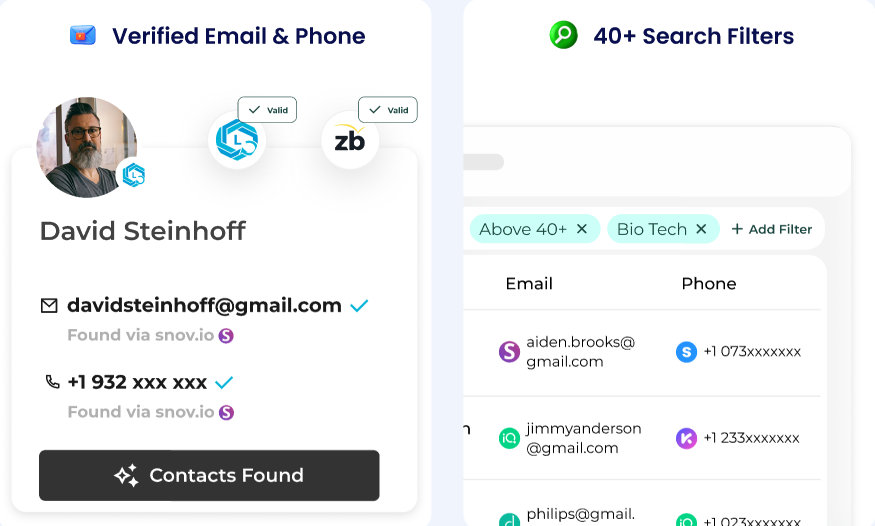 Verified Email & Phone
Valid
Valid
L
zb
David Steinhoff
davidsteinhoff@gmail.com
Found via snov.io S
+1 932 xxx xxx
Found via snov.io S
Contacts Found
40+ Search Filters
Above 40+ ×
Bio Tech ×
+ Add Filter
Email
Phone
S aiden.brooks@
gmail.com
S +1 073xxxxxxx
n
iQ jimmyanderson
@gmail.com
K +1 233xxxxxxx
philips@gmail.
iQ +1 023xxxxxxx